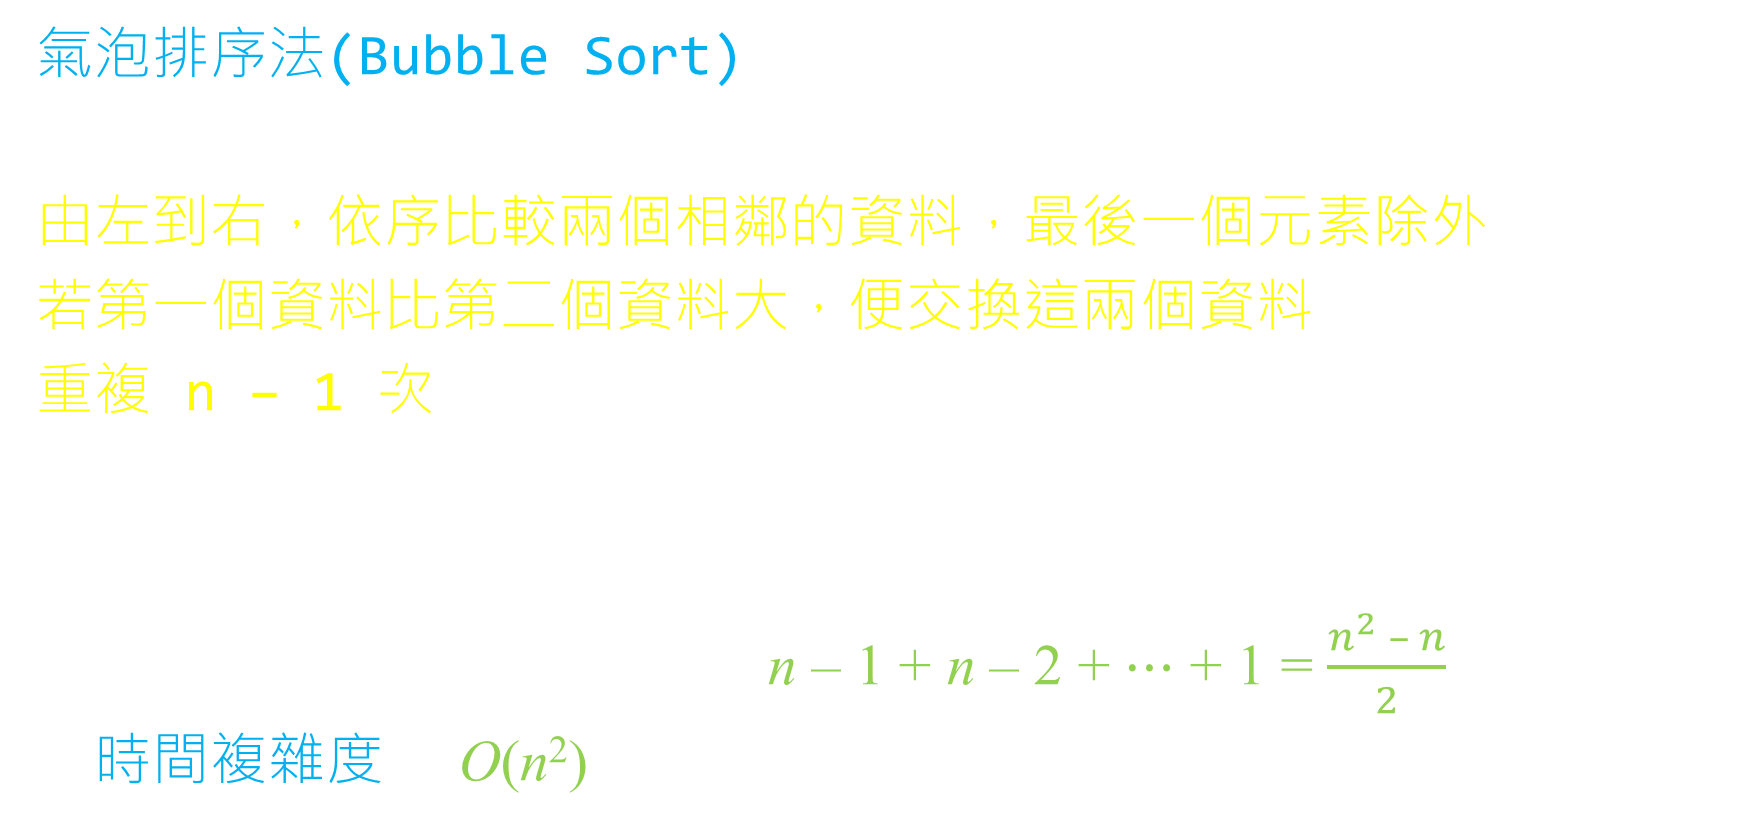 氣泡排序法(Bubble Sort)
由左到右，依序比較兩個相鄰的資料，最後一個元素除外
若第一個資料比第二個資料大，便交換這兩個資料
重複 n – 1 次
n – 1 + n – 2 + ⋯ + 1 = \frac{n^2 – n}{2}
時間複雜度 O(n²)